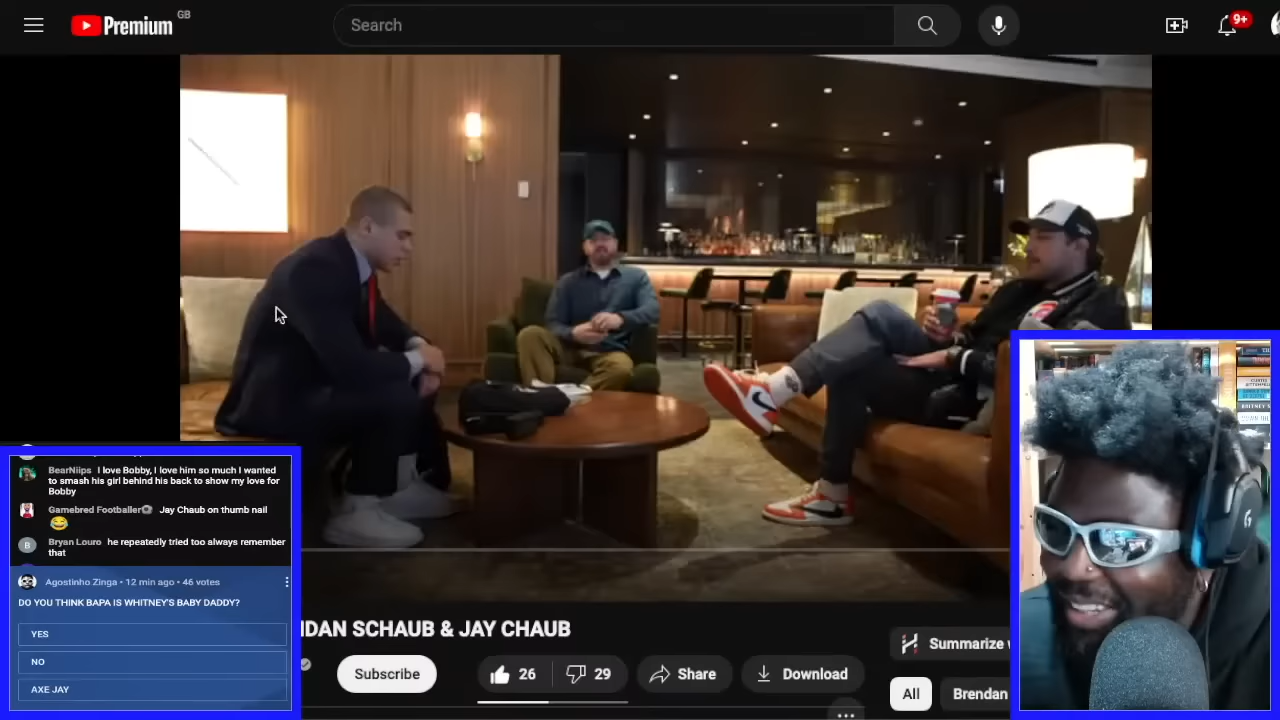 Premium GB
Search
9+
BearNiips I love Bobby, I love him so much I wanted
to smash his girl behind his back to show my love for
Bobby
Gamebred Footballer Jay Chaub on thumb nail
😂
B Bryan Louro he repeatedly tried too always remember
that
Agostinho Zinga • 12 min ago • 46 votes
DO YOU THINK BAPA IS WHITNEY'S BABY DADDY?
YES
NO
AXE JAY
IDAN SCHAUB & JAY CHAUB
Subscribe
26
29
Share
Download
Summarize
All
Brendan